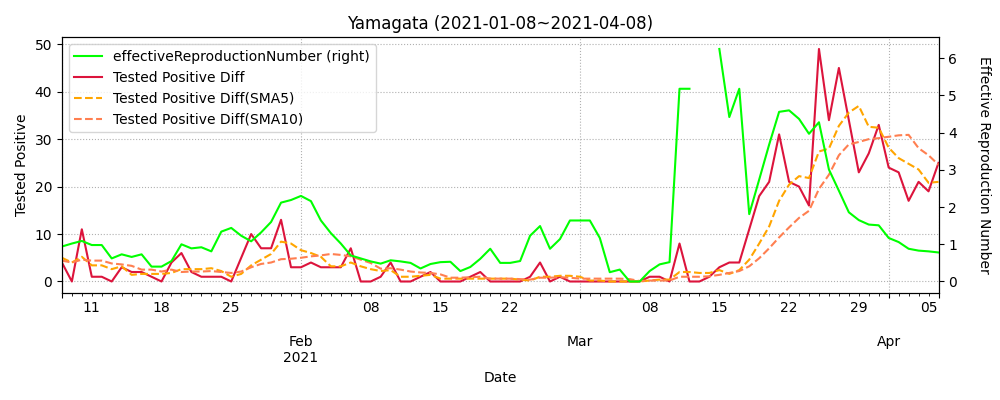 Yamagata (2021-01-08~2021-04-08)
effectiveReproductionNumber (right)
Tested Positive Diff
Tested Positive Diff(SMA5)
Tested Positive Diff(SMA10)
Tested Positive
50
40
30
20
10
0
Effective Reproduction Number
6
5
4
3
2
1
0
11 18 25 08 15 22 08 15 22 29 05
Feb Mar Apr
2021
Date